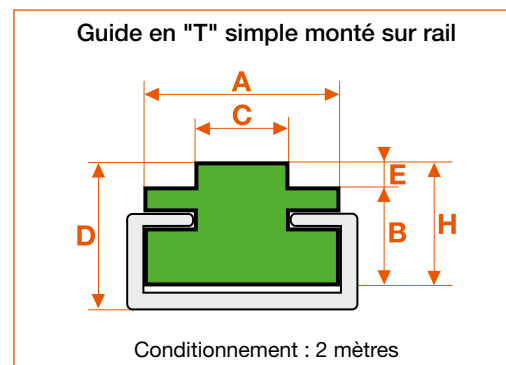 Guide en "T" simple monté sur rail
A
C
E
D
B
H
Conditionnement : 2 mètres